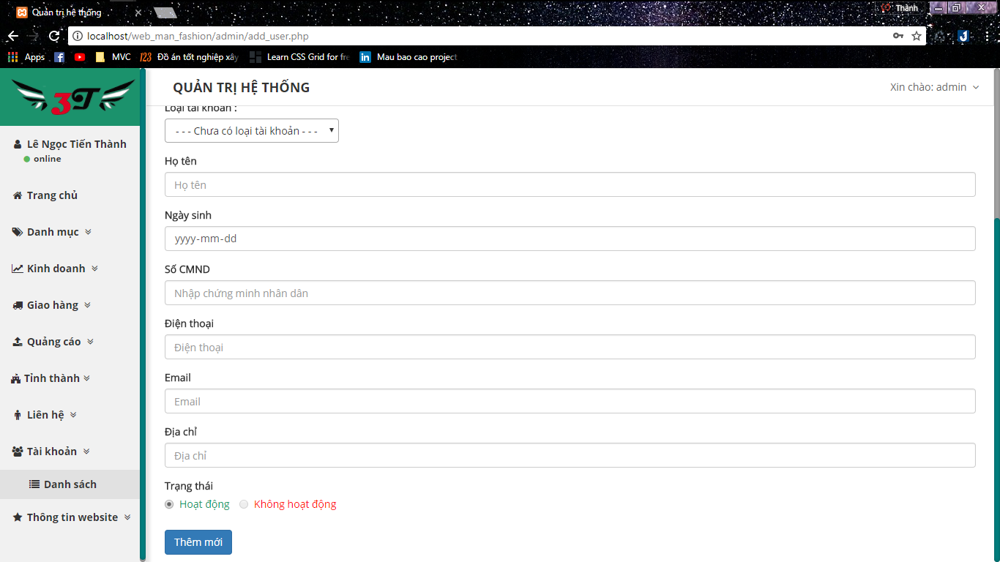 Quản trị hệ thống
Thành
localhost/web_man_fashion/admin/add_user.php
Apps
MVC
123 Đồ án tốt nghiệp xây
Learn CSS Grid for fre
in Mau bao cao project
3T
QUẢN TRỊ HỆ THỐNG
Xin chào: admin
Lê Ngọc Tiến Thành
online
Trang chủ
Danh mục
Kinh doanh
Giao hàng
Quảng cáo
Tỉnh thành
Liên hệ
Tài khoản
Danh sách
Thông tin website
Loại tài khoản :
- - - Chưa có loại tài khoản - - -
Họ tên
Họ tên
Ngày sinh
yyyy-mm-dd
Số CMND
Nhập chứng minh nhân dân
Điện thoại
Điện thoại
Email
Email
Địa chỉ
Địa chỉ
Trạng thái
Hoạt động
Không hoạt động
Thêm mới